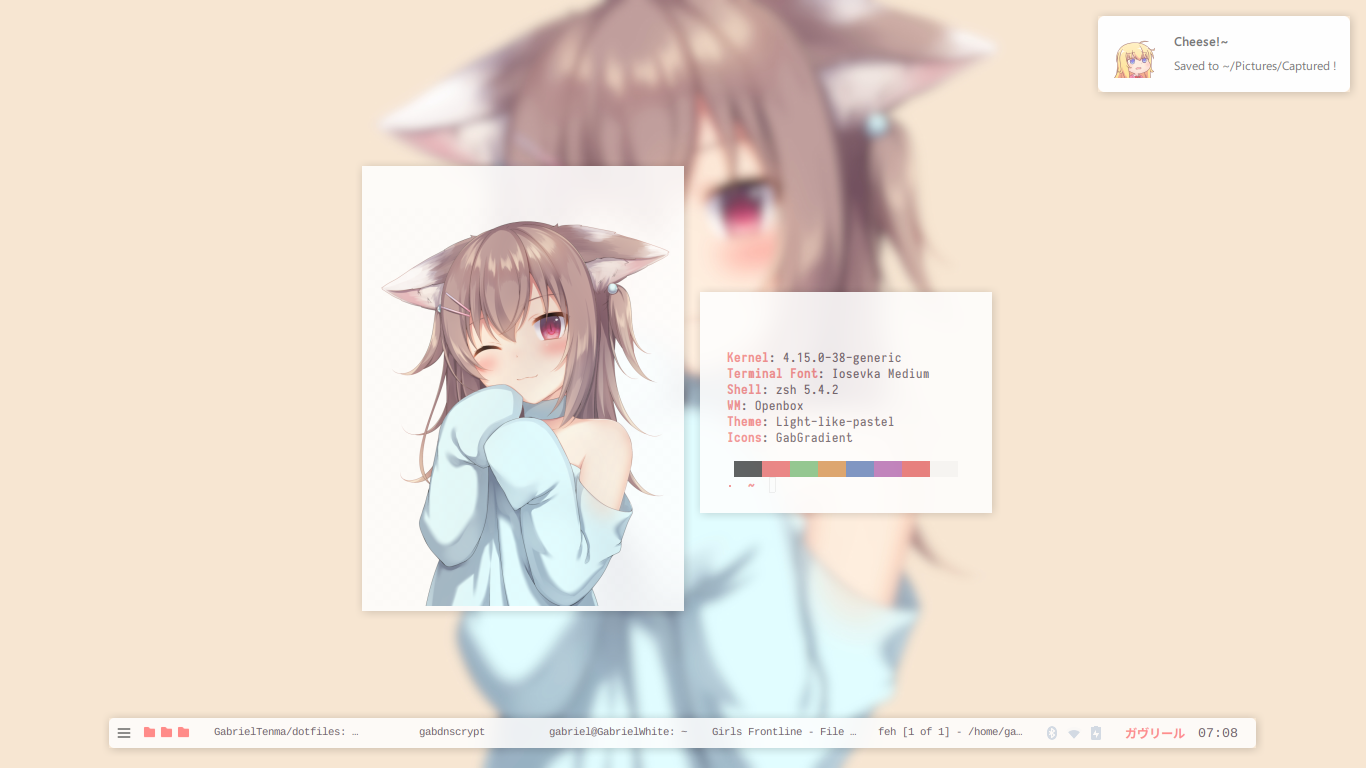 Cheese!~
Saved to ~/Pictures/Captured !
Kernel: 4.15.0-38-generic
Terminal Font: Iosevka Medium
Shell: zsh 5.4.2
WM: Openbox
Theme: Light-like-pastel
Icons: GabGradient
· ~
GabrielTenma/dotfiles: … gabdnscrypt gabriel@GabrielWhite: ~ Girls Frontline - File … feh [1 of 1] - /home/ga… ガヴリール 07:08